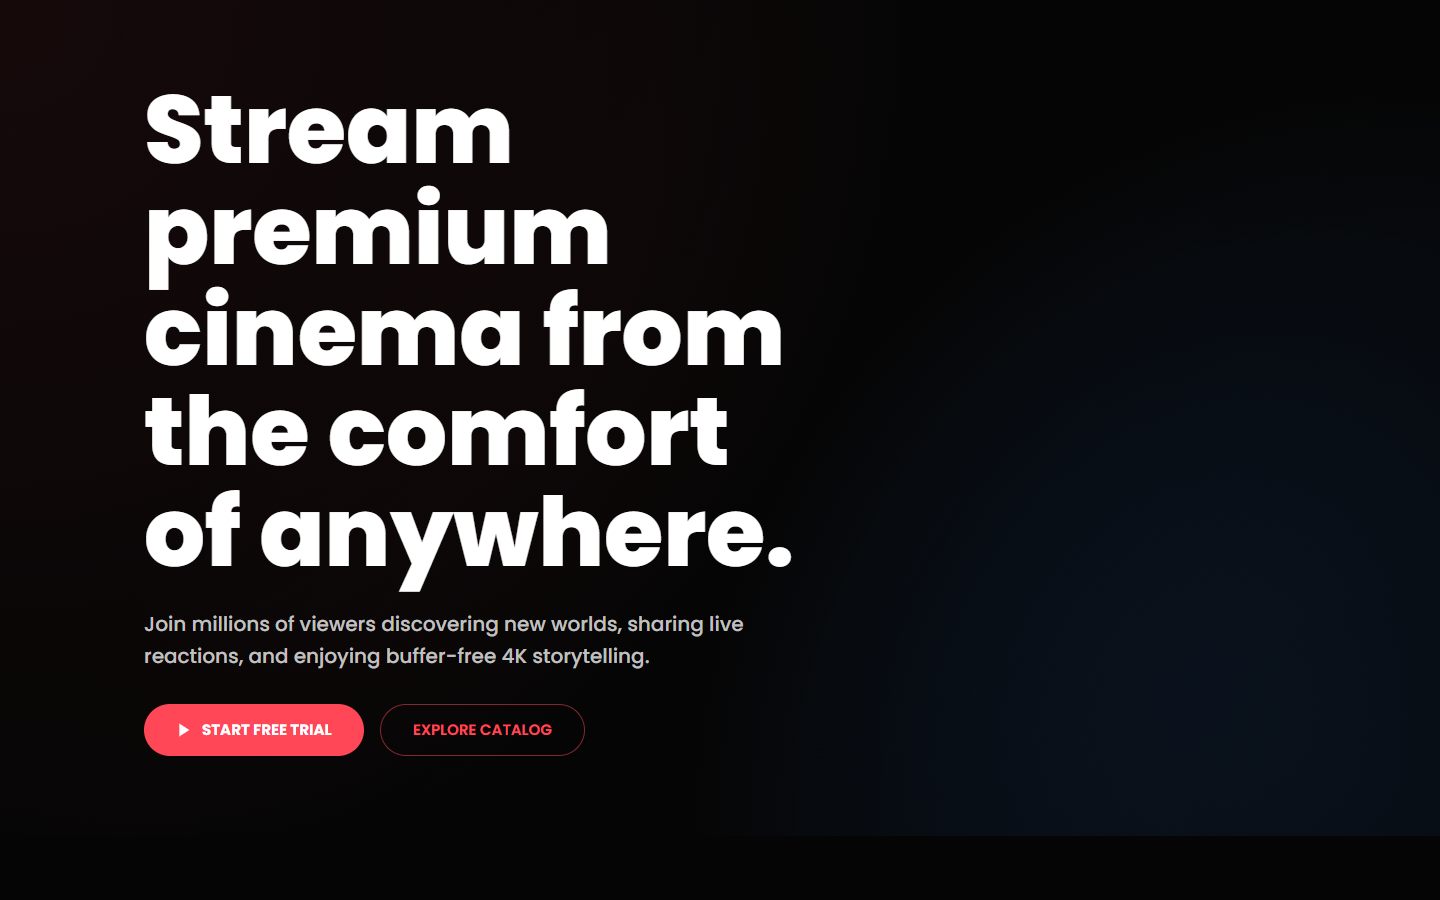 Stream
premium
cinema from
the comfort
of anywhere.
Join millions of viewers discovering new worlds, sharing live
reactions, and enjoying buffer-free 4K storytelling.
START FREE TRIAL
EXPLORE CATALOG